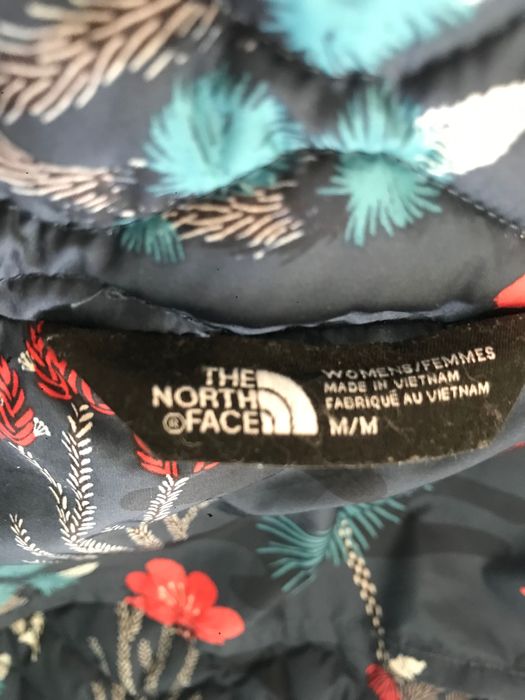 THE
NORTH
®FACE
WOMENS/FEMMES
MADE IN VIETNAM
FABRIQUÉ AU VIETNAM
M/M